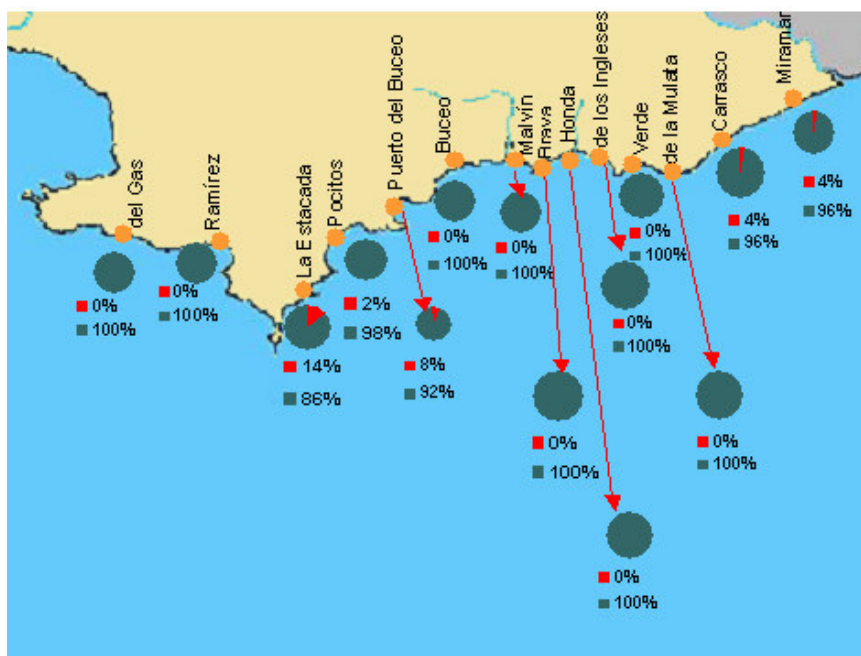 del Gas
0%
100%
Ramírez
0%
100%
La Estacada
14%
86%
Pocitos
2%
98%
Puerto del Buceo
8%
92%
Buceo
0%
100%
Malvín
0%
100%
Brava
0%
100%
Honda
0%
100%
de los Ingleses
0%
100%
Verde
0%
100%
de la Mulata
0%
100%
Carrasco
4%
96%
Miramar
4%
96%